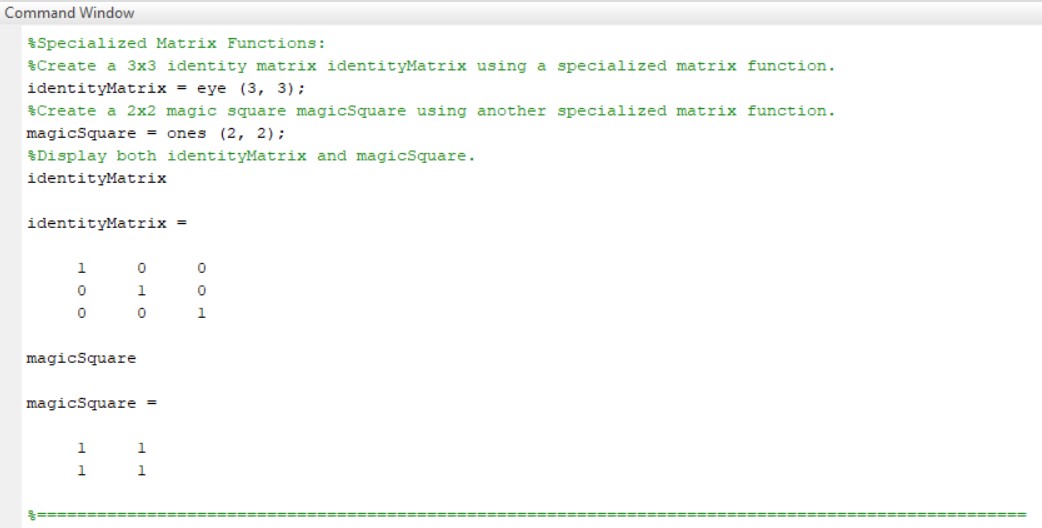 Command Window
%Specialized Matrix Functions:
%Create a 3x3 identity matrix identityMatrix using a specialized matrix function.
identityMatrix = eye (3, 3);
%Create a 2x2 magic square magicSquare using another specialized matrix function.
magicSquare = ones (2, 2);
%Display both identityMatrix and magicSquare.
identityMatrix
identityMatrix =
1 0 0
0 1 0
0 0 1
magicSquare
magicSquare =
1 1
1 1
%===================================================================================================